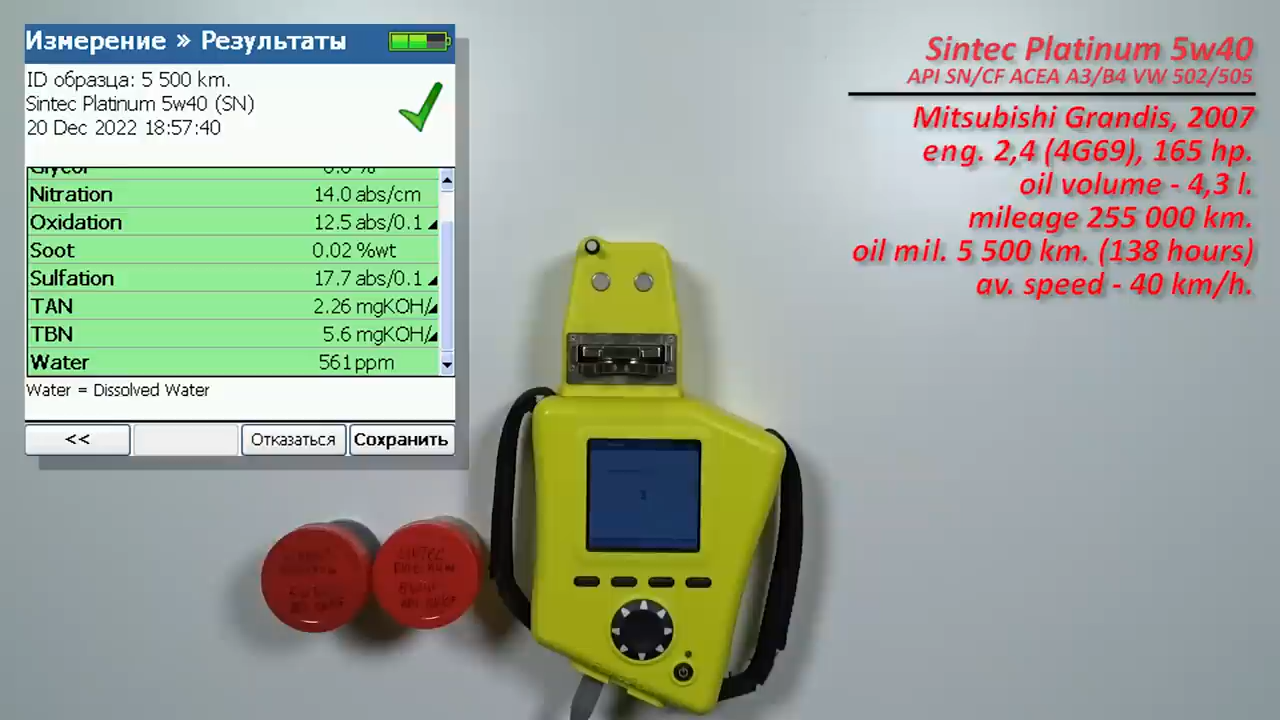 Измерение » Результаты
ID образца: 5 500 km.
Sintec Platinum 5w40 (SN)
20 Dec 2022 18:57:40
Glycol 0.0 %
Nitration 14.0 abs/cm
Oxidation 12.5 abs/0.1
Soot 0.02 %wt
Sulfation 17.7 abs/0.1
TAN 2.26 mgKOH/
TBN 5.6 mgKOH/
Water 561 ppm
Water = Dissolved Water
<<
Отказаться
Сохранить
Sintec Platinum 5w40
API SN/CF ACEA A3/B4 VW 502/505
Mitsubishi Grandis, 2007
eng. 2,4 (4G69), 165 hp.
oil volume - 4,3 l.
mileage 255 000 km.
oil mil. 5 500 km. (138 hours)
av. speed - 40 km/h.
SINTEC